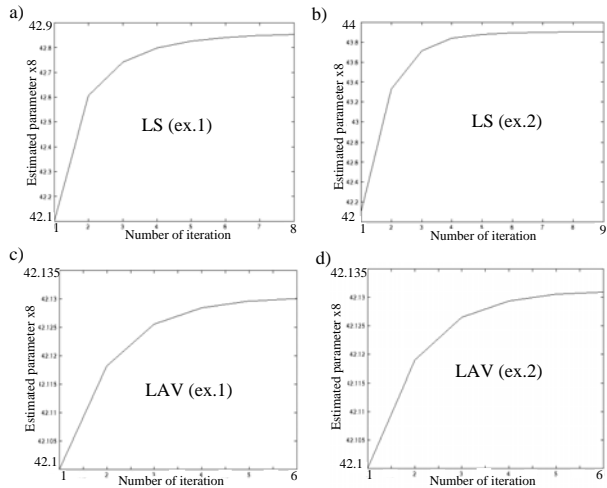 a)
42.9
42.8
42.7
42.6
42.5
42.4
42.3
42.2
42.1
Estimated parameter x8
LS (ex.1)
1 2 3 4 5 6 7 8
Number of iteration
b)
44
43.8
43.6
43.4
43.2
43
42.8
42.6
42.4
42.2
42
Estimated parameter x8
LS (ex.2)
1 2 3 4 5 6 7 8 9
Number of iteration
c)
42.135
42.13
42.125
42.12
42.115
42.11
42.105
42.1
Estimated parameter x8
LAV (ex.1)
1 2 3 4 5 6
Number of iteration
d)
42.135
42.13
42.125
42.12
42.115
42.11
42.105
42.1
Estimated parameter x8
LAV (ex.2)
1 2 3 4 5 6
Number of iteration